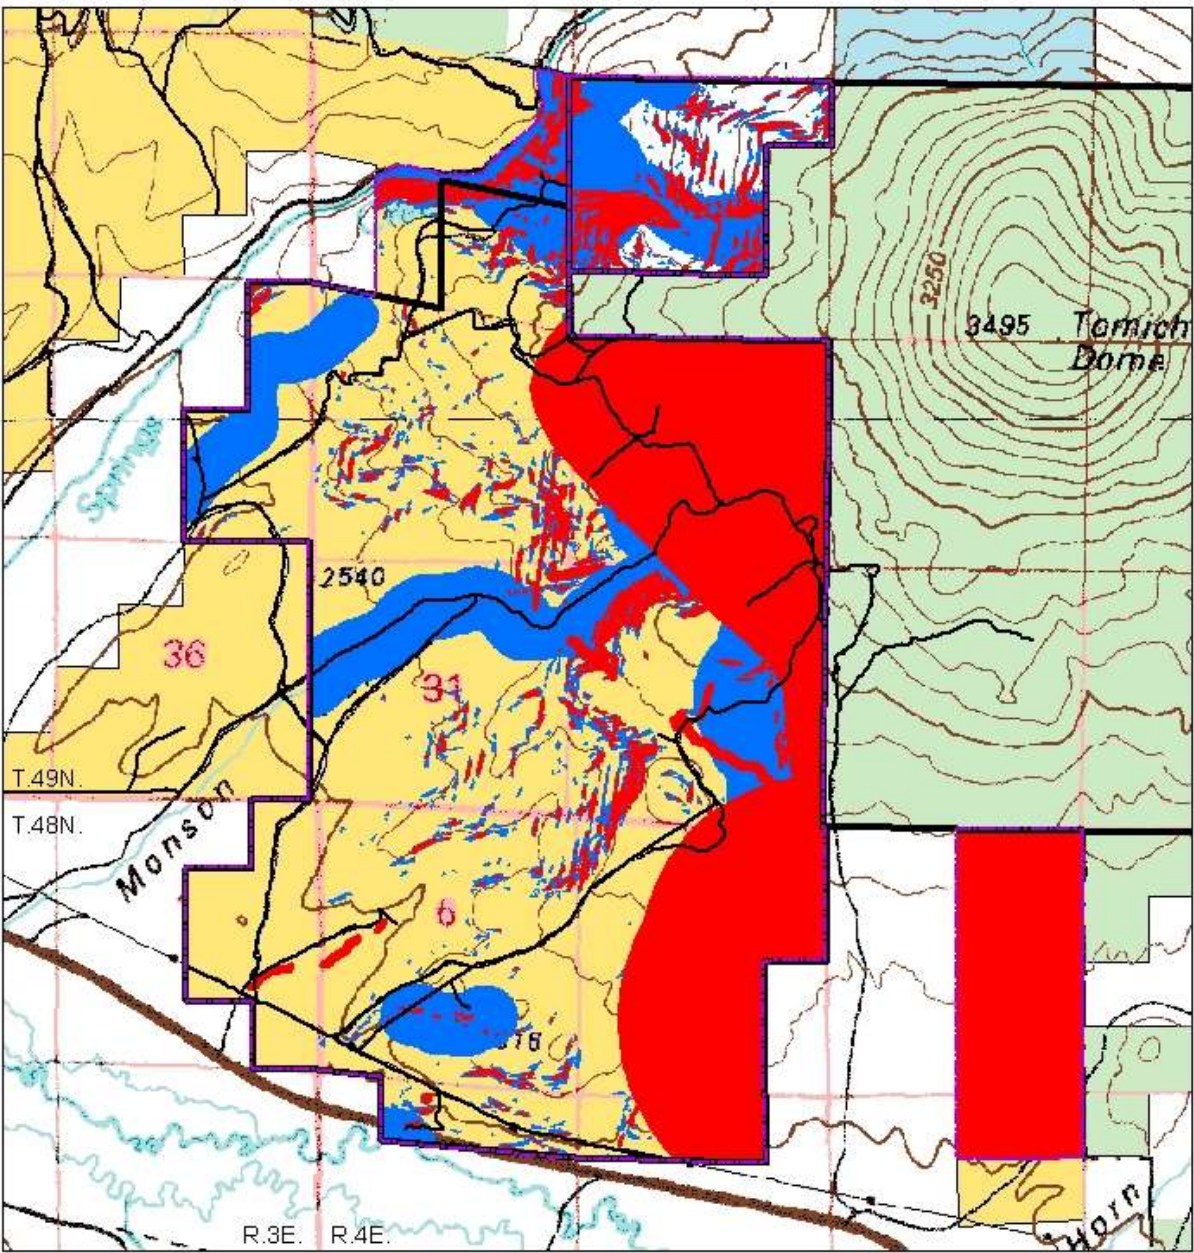 3250
3495 Tomich
Dome
Springs
2540
36
31
T.49N.
T.48N.
Monson
6
R.3E. R.4E.
Horn